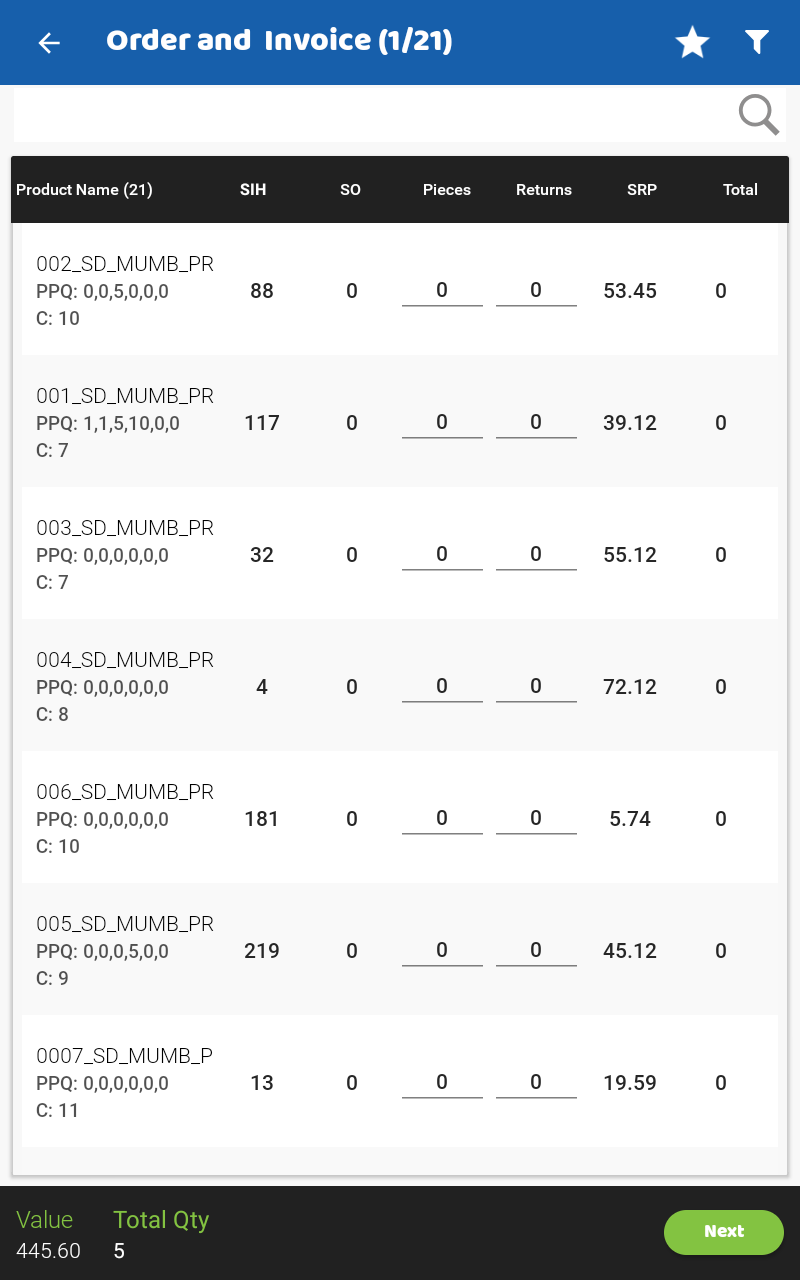 Order and  Invoice (1/21)
Product Name (21) SIH SO Pieces Returns SRP Total
002_SD_MUMB_PR
PPQ: 0,0,5,0,0,0 88 0 0 0 53.45 0
C: 10
001_SD_MUMB_PR
PPQ: 1,1,5,10,0,0 117 0 0 0 39.12 0
C: 7
003_SD_MUMB_PR
PPQ: 0,0,0,0,0,0 32 0 0 0 55.12 0
C: 7
004_SD_MUMB_PR
PPQ: 0,0,0,0,0,0 4 0 0 0 72.12 0
C: 8
006_SD_MUMB_PR
PPQ: 0,0,0,0,0,0 181 0 0 0 5.74 0
C: 10
005_SD_MUMB_PR
PPQ: 0,0,0,5,0,0 219 0 0 0 45.12 0
C: 9
0007_SD_MUMB_P
PPQ: 0,0,0,0,0,0 13 0 0 0 19.59 0
C: 11
Value Total Qty
445.60 5
Next